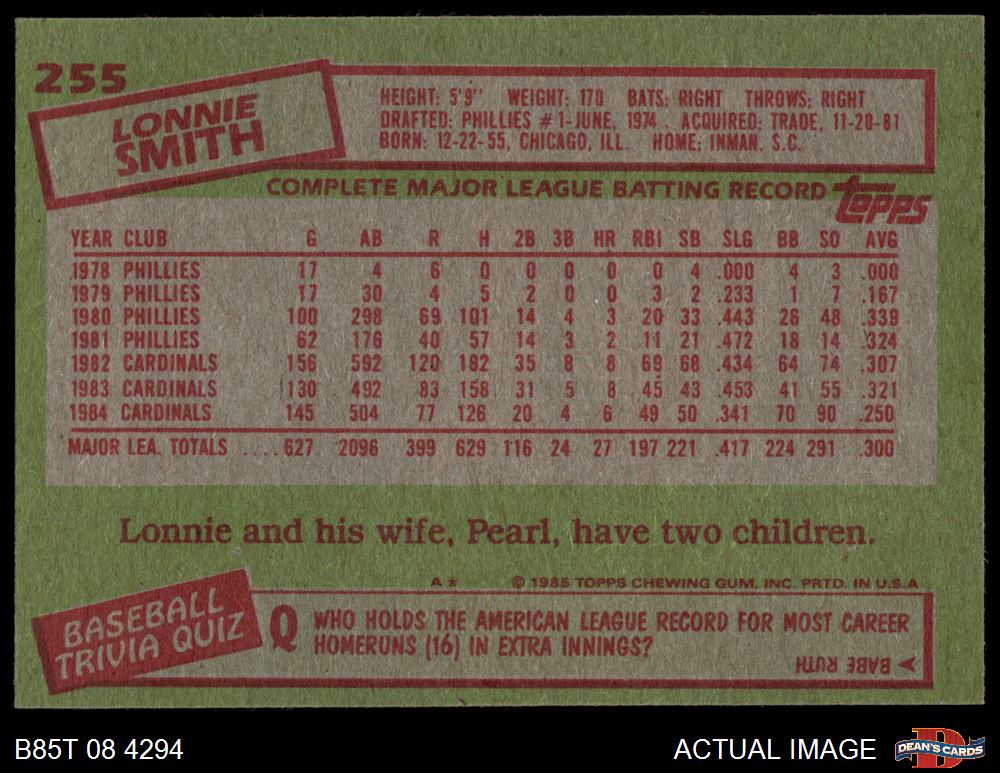 255
LONNIE
SMITH
HEIGHT: 5'9" WEIGHT: 170 BATS: RIGHT THROWS: RIGHT
DRAFTED: PHILLIES #1-JUNE, 1974 ACQUIRED: TRADE, 11-20-81
BORN: 12-22-55, CHICAGO, ILL. HOME: INMAN, S.C.
COMPLETE MAJOR LEAGUE BATTING RECORD topps
YEAR CLUB G AB R H 2B 3B HR RBI SB SLG BB SO AVG
1978 PHILLIES 17 4 6 0 0 0 0 0 4 .000 4 3 .000
1979 PHILLIES 17 30 4 5 2 0 0 3 2 .233 1 7 .167
1980 PHILLIES 100 298 69 101 14 4 3 20 33 .443 26 48 .339
1981 PHILLIES 62 176 40 57 14 3 2 11 21 .472 18 14 .324
1982 CARDINALS 156 592 120 182 35 8 8 69 68 .434 64 74 .307
1983 CARDINALS 130 492 83 158 31 5 8 45 43 .453 41 55 .321
1984 CARDINALS 145 504 77 126 20 4 6 49 50 .341 70 90 .250
MAJOR LEA. TOTALS ....627 2096 399 629 116 24 27 197 221 .417 224 291 .300
Lonnie and his wife, Pearl, have two children.
A* © 1985 TOPPS CHEWING GUM, INC. PRTD. IN U.S.A
BASEBALL
TRIVIA QUIZ
Q WHO HOLDS THE AMERICAN LEAGUE RECORD FOR MOST CAREER
HOMERUNS (16) IN EXTRA INNINGS?
A BABE RUTH
B85T 08 4294
ACTUAL IMAGE
D
DEAN'S CARDS